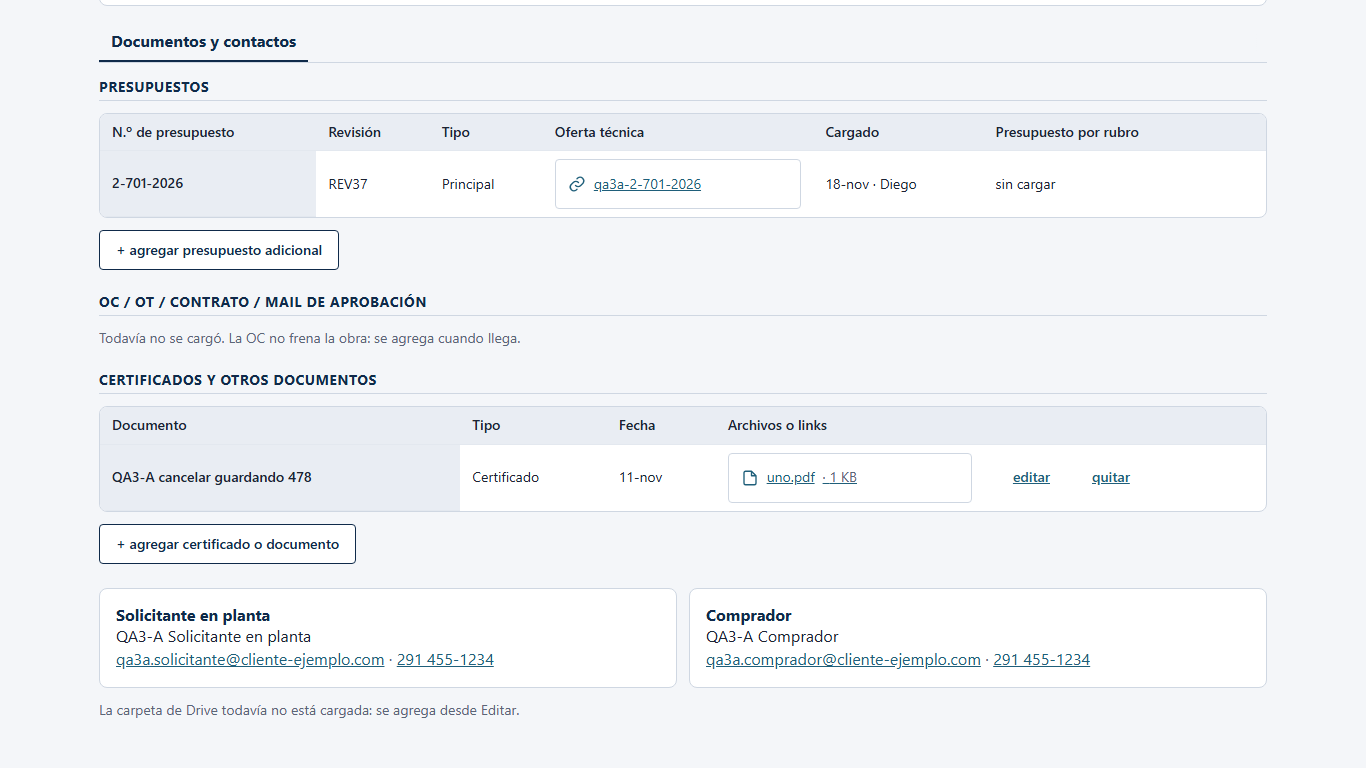 Documentos y contactos
PRESUPUESTOS
N.º de presupuesto Revisión Tipo Oferta técnica Cargado Presupuesto por rubro
2-701-2026 REV37 Principal qa3a-2-701-2026 18-nov · Diego sin cargar
+ agregar presupuesto adicional
OC / OT / CONTRATO / MAIL DE APROBACIÓN
Todavía no se cargó. La OC no frena la obra: se agrega cuando llega.
CERTIFICADOS Y OTROS DOCUMENTOS
Documento Tipo Fecha Archivos o links
QA3-A cancelar guardando 478 Certificado 11-nov uno.pdf · 1 KB editar quitar
+ agregar certificado o documento
Solicitante en planta
QA3-A Solicitante en planta
qa3a.solicitante@cliente-ejemplo.com · 291 455-1234
Comprador
QA3-A Comprador
qa3a.comprador@cliente-ejemplo.com · 291 455-1234
La carpeta de Drive todavía no está cargada: se agrega desde Editar.